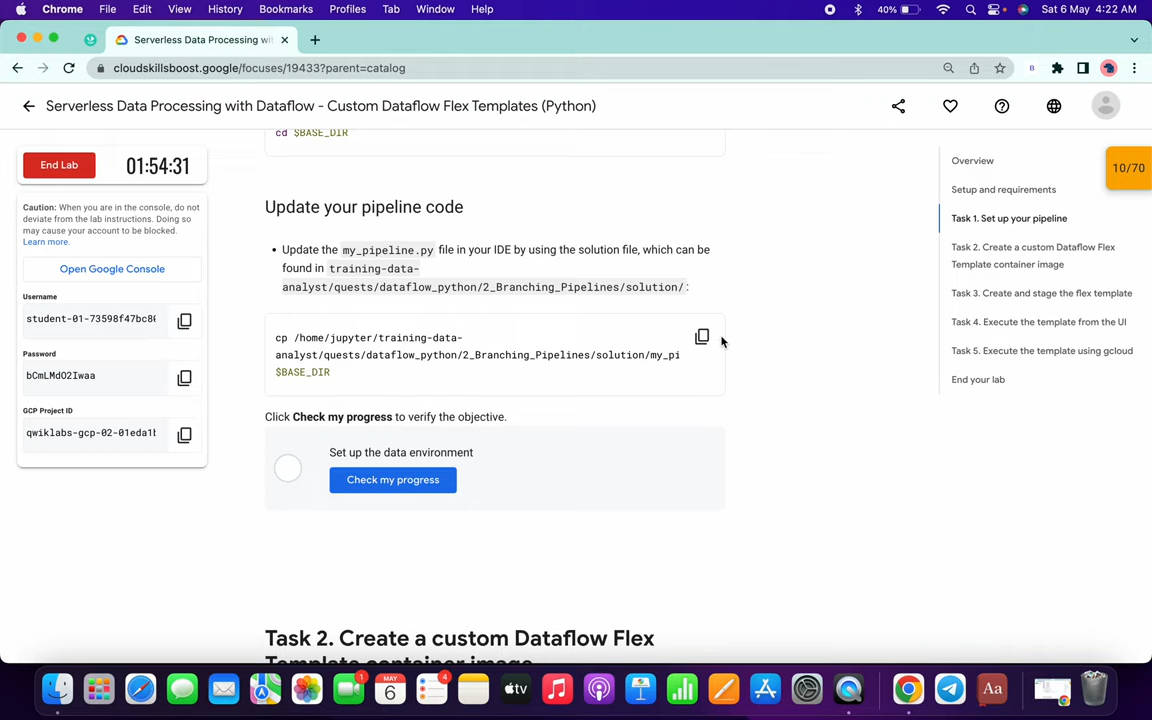 Chrome File Edit View History Bookmarks Profiles Tab Window Help 40% Sat 6 May 4:22 AM
Serverless Data Processing wit
cloudskillsboost.google/focuses/19433?parent=catalog
Serverless Data Processing with Dataflow - Custom Dataflow Flex Templates (Python)
End Lab 01:54:31
Caution: When you are in the console, do not
deviate from the lab instructions. Doing so
may cause your account to be blocked.
Learn more.
Open Google Console
Username
student-01-73598f47bc8
Password
bCmLMdO2Iwaa
GCP Project ID
qwiklabs-gcp-02-01eda1
cd $BASE_DIR
Update your pipeline code
• Update the my_pipeline.py file in your IDE by using the solution file, which can be
found in training-data-
analyst/quests/dataflow_python/2_Branching_Pipelines/solution/ :
cp /home/jupyter/training-data-
analyst/quests/dataflow_python/2_Branching_Pipelines/solution/my_pi
$BASE_DIR
Click Check my progress to verify the objective.
Set up the data environment
Check my progress
Task 2. Create a custom Dataflow Flex
Template container image
Overview
Setup and requirements
Task 1. Set up your pipeline
Task 2. Create a custom Dataflow Flex
Template container image
Task 3. Create and stage the flex template
Task 4. Execute the template from the UI
Task 5. Execute the template using gcloud
End your lab
10/70
1
MAY
6
4
tv
Aa